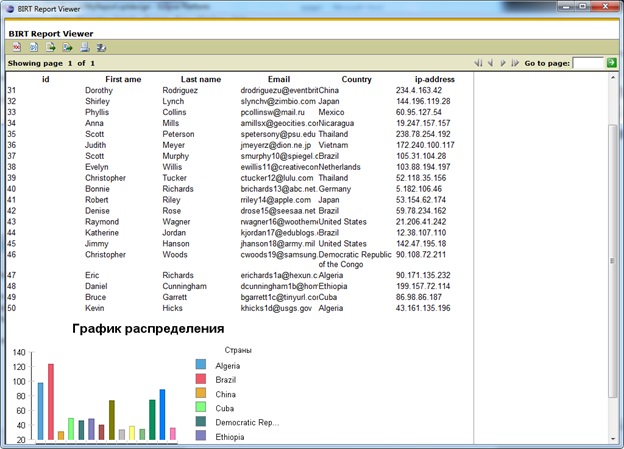 BIRT Report Viewer
BIRT Report Viewer
Showing page 1 of 1 Go to page:
id First ame Last name Email Country ip-address
31 Dorothy Rodriguez drodriguezu@eventbrit China 234.4.163.42
32 Shirley Lynch slynchv@zimbio.com Japan 144.196.119.28
33 Phyllis Collins pcollinsw@mail.ru Mexico 60.95.127.54
34 Anna Mills amillsx@geocities.co Nicaragua 19.247.157.157
35 Scott Peterson spetersony@psu.edu Thailand 238.78.254.192
36 Judith Meyer jmeyerz@dion.ne.jp Vietnam 172.240.100.117
37 Scott Murphy smurphy10@spiegel.c Brazil 105.31.104.28
38 Evelyn Willis ewillis11@creativecon Netherlands 103.88.194.197
39 Christopher Tucker ctucker12@lulu.com Thailand 52.118.35.156
40 Bonnie Richards brichards13@abc.net. Germany 5.182.106.46
41 Robert Riley rriley14@apple.com Japan 53.154.62.174
42 Denise Rose drose15@seesaa.net Brazil 59.78.234.162
43 Raymond Wagner rwagner16@woothem United States 21.206.41.242
44 Katherine Jordan kjordan17@edublogs. Brazil 12.38.107.110
45 Jimmy Hanson jhanson18@army.mil United States 142.47.195.18
46 Christopher Woods cwoods19@samsung. Democratic Republic 90.108.72.211
of the Congo
47 Eric Richards erichards1a@hexun.c Algeria 90.171.135.232
48 Daniel Cunningham dcunningham1b@hom Ethiopia 199.157.72.114
49 Bruce Garrett bgarrett1c@tinyurl.co Cuba 86.98.86.187
50 Kevin Hicks khicks1d@usgs.gov Algeria 43.161.135.196
График распределения
Страны
140
120
100
80
60
40
20
Algeria
Brazil
China
Cuba
Democratic Rep...
Ethiopia